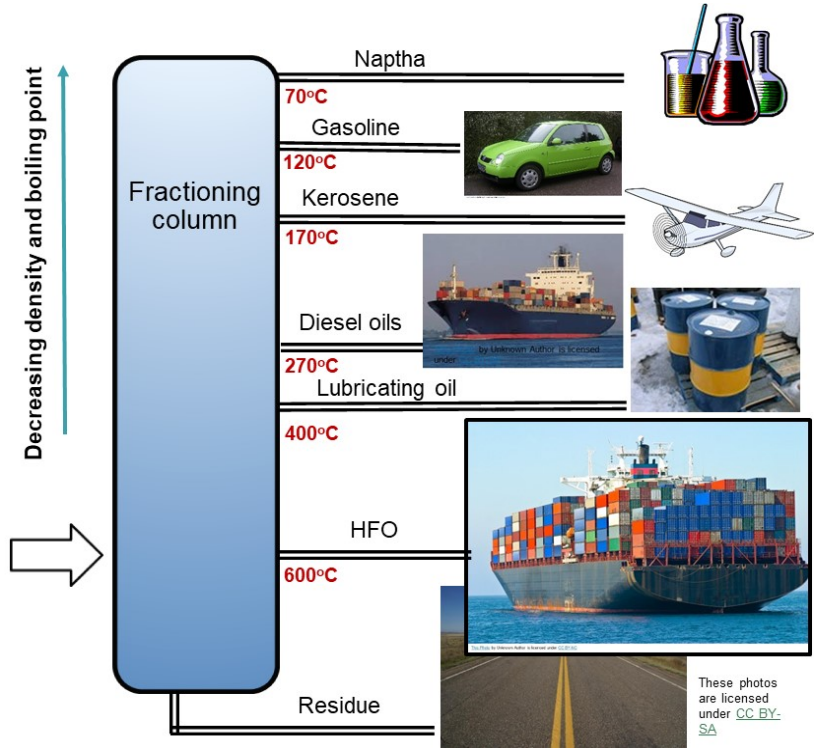 Naptha
70°C
Gasoline
120°C
Fractioning
column
Kerosene
170°C
Diesel oils
by Unknown Author is licensed
under
270°C
Lubricating oil
400°C
Decreasing density and boiling point
HFO
600°C
This Photo by Unknown Author is licensed under CC BY-NC
Residue
These photos
are licensed
under CC BY-
SA